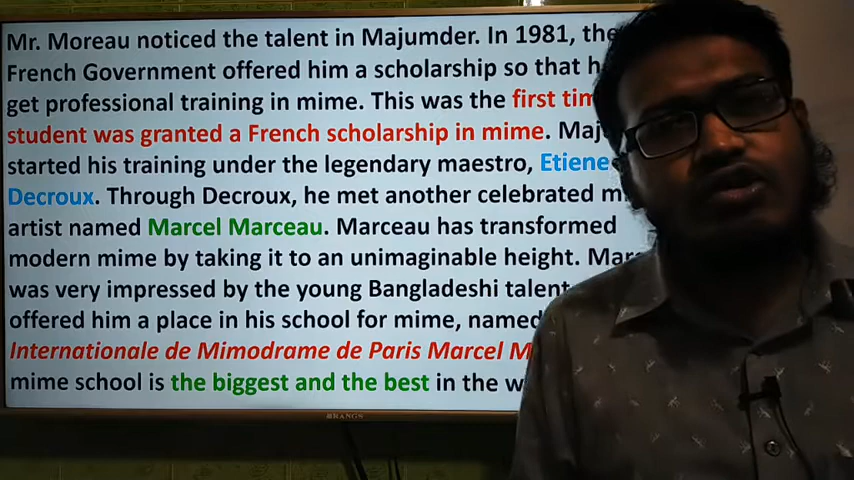 Mr. Moreau noticed the talent in Majumder. In 1981, the
French Government offered him a scholarship so that
get professional training in mime. This was the first
student was granted a French scholarship in mime.
started his training under the legendary maestro, Etiene
Decroux. Through Decroux, he met another celebrated
artist named Marcel Marceau. Marceau has transformed
modern mime by taking it to an unimaginable height.
was very impressed by the young Bangladeshi talent
offered him a place in his school for mime, named
Internationale de Mimodrame de Paris Marcel
mime school is the biggest and the best in the
RANGS